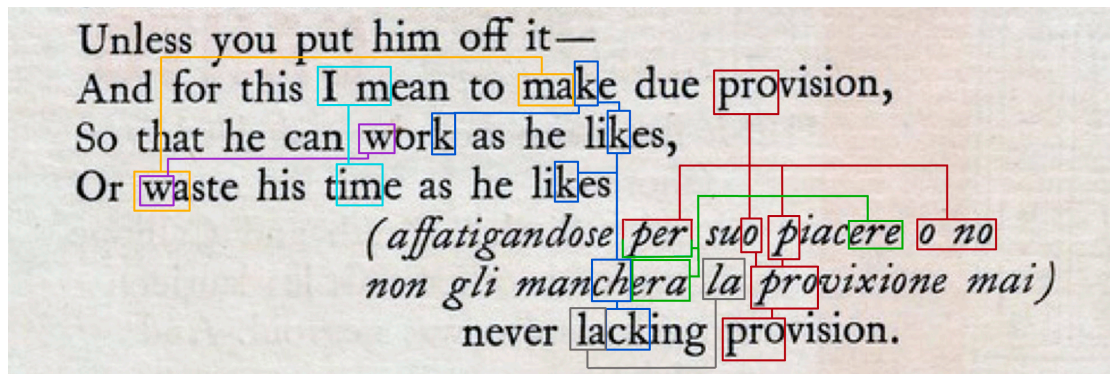 Unless you put him off it—
And for this I mean to make due provision,
So that he can work as he likes,
Or waste his time as he likes
(affatigandose per suo piacere o no
non gli manchera la provixione mai)
never lacking provision.